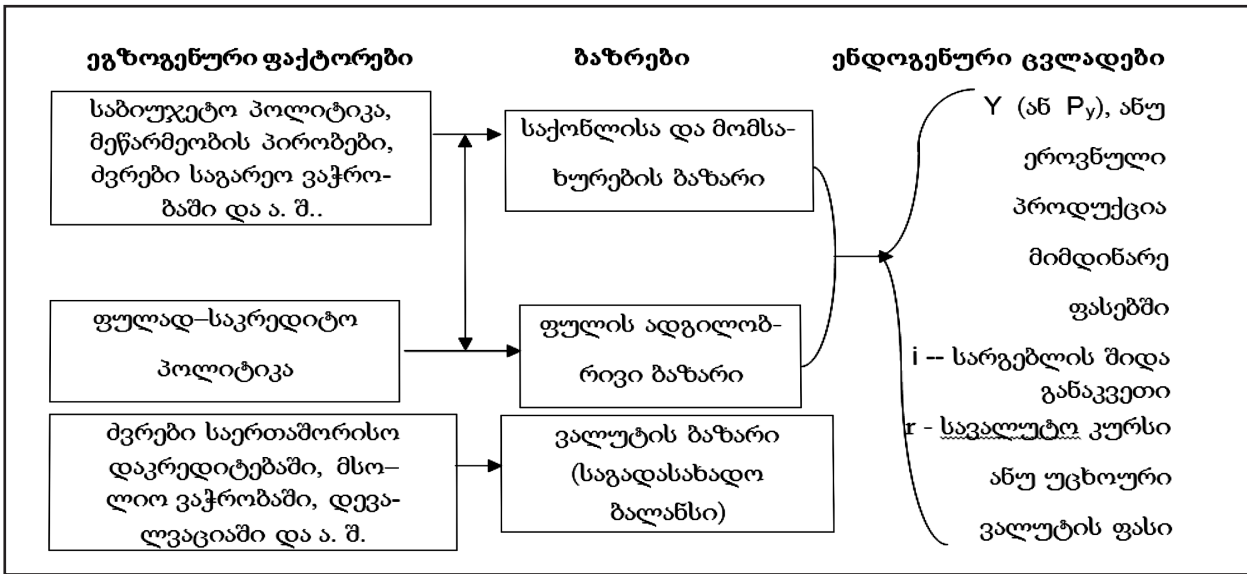 ეგზოგენური ფაქტორები
ბაზრები
ენდოგენური ცვლადები
საბიუჯეტო პოლიტიკა,
მეწარმეობის პირობები,
ძვრები საგარეო ვაჭრო-
ბაში და ა. შ..
საქონლისა და მომსა-
ხურების ბაზარი
ფულად–საკრედიტო
პოლიტიკა
ფულის ადგილობ-
რივი ბაზარი
ძვრები საერთაშორისო
დაკრედიტებაში, მსო–
ლიო ვაჭრობაში, დევა-
ლვაციაში და ა. შ.
ვალუტის ბაზარი
(საგადასახადო
ბალანსი)
Y (ან Py), ანუ
ეროვნული
პროდუქცია
მიმდინარე
ფასებში
i -- სარგებლის შიდა
განაკვეთი
r - სავალუტო კურსი
ანუ უცხოური
ვალუტის ფასი